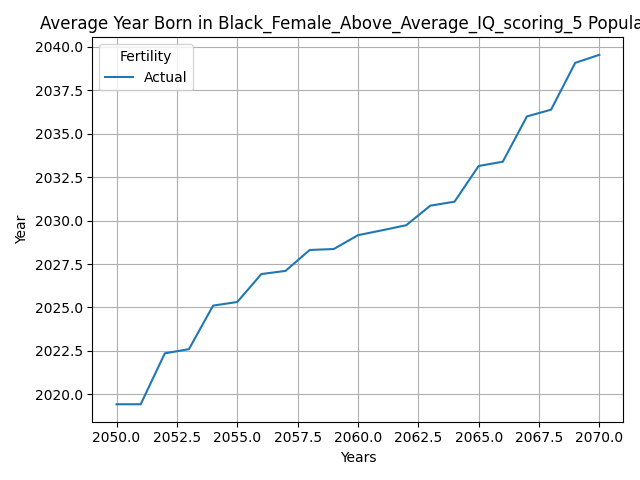 Average Year Born in Black_Female_Above_Average_IQ_scoring_5 Popula
Fertility
Actual
2040.0
2037.5
2035.0
2032.5
2030.0
2027.5
2025.0
2022.5
2020.0
Year
2050.0 2052.5 2055.0 2057.5 2060.0 2062.5 2065.0 2067.5 2070.0
Years